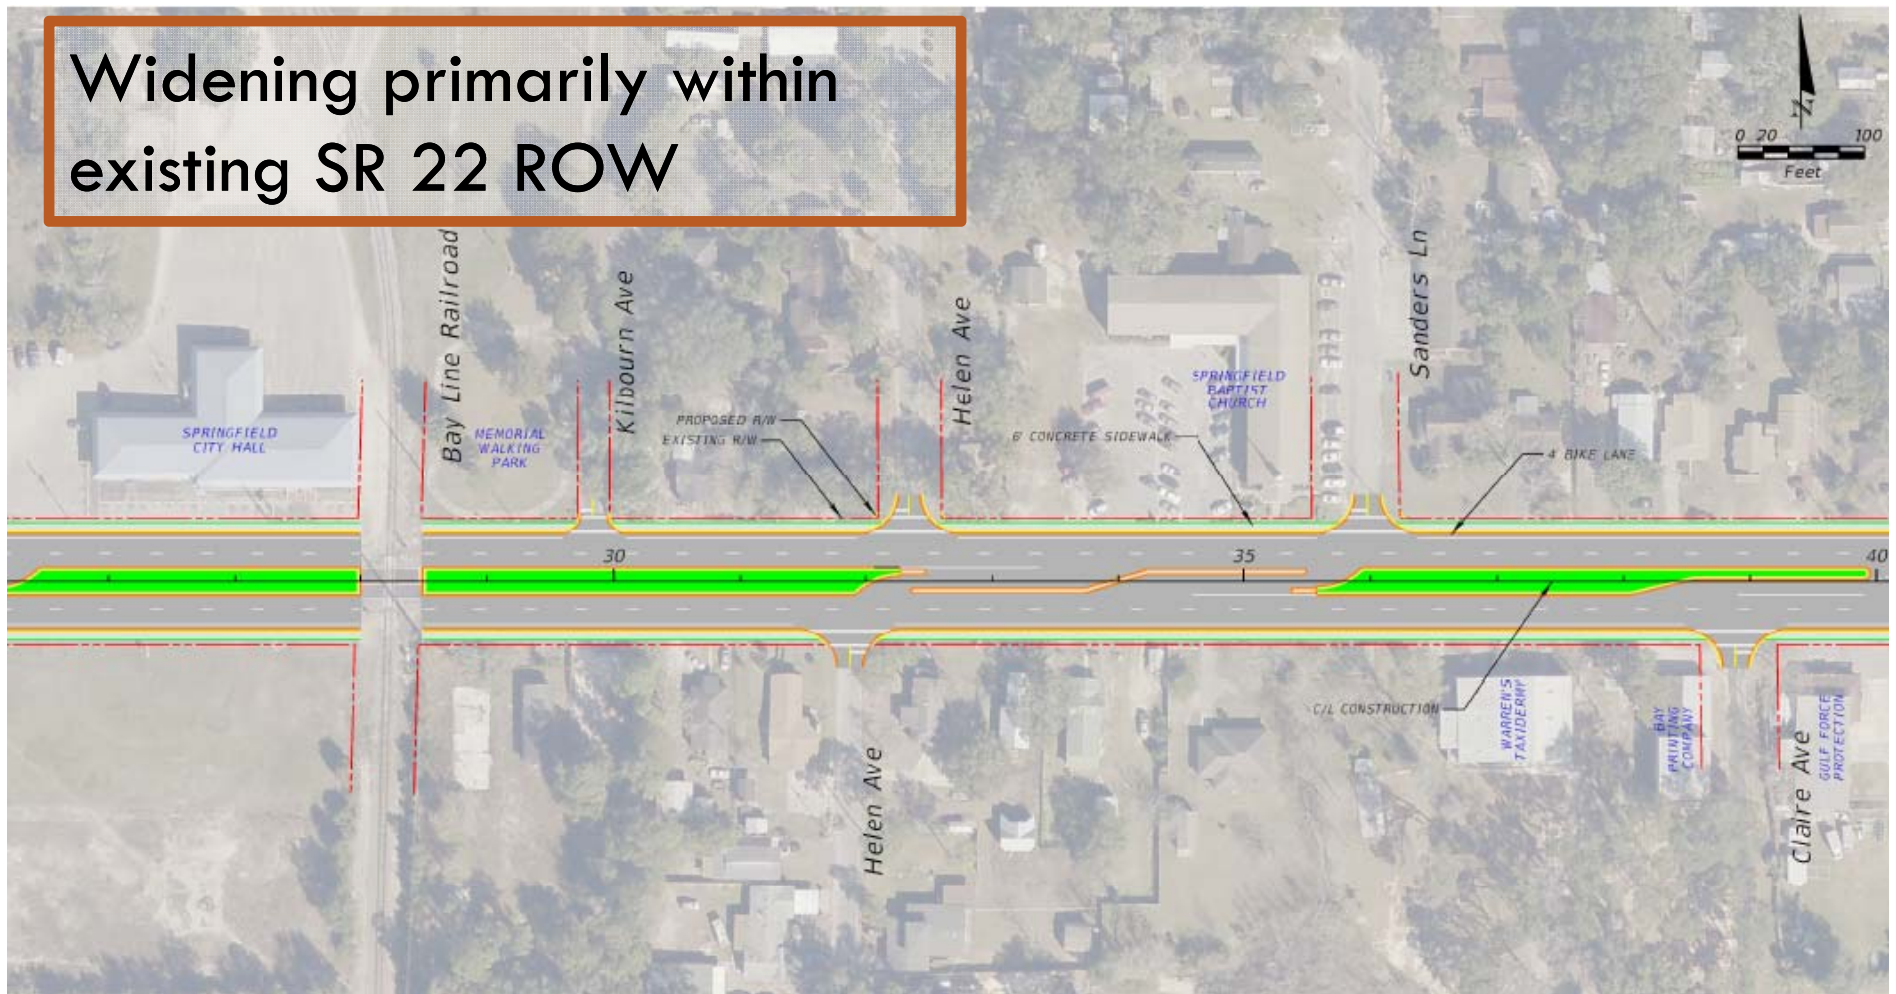 Widening primarily within
existing SR 22 ROW
0 20 100
Feet
Bay Line Railroad
Kilbourn Ave
Helen Ave
Sanders Ln
SPRINGFIELD
CITY HALL
MEMORIAL
WALKING
PARK
PROPOSED R/W
EXISTING R/W
6' CONCRETE SIDEWALK
SPRINGFIELD
BAPTIST
CHURCH
4' BIKE LANE
30
35
40
C/L CONSTRUCTION
WARREN'S
TAXIDERMY
BAY
PRINTING
COMPANY
GULF FORCE
PROTECTION
Helen Ave
Claire Ave